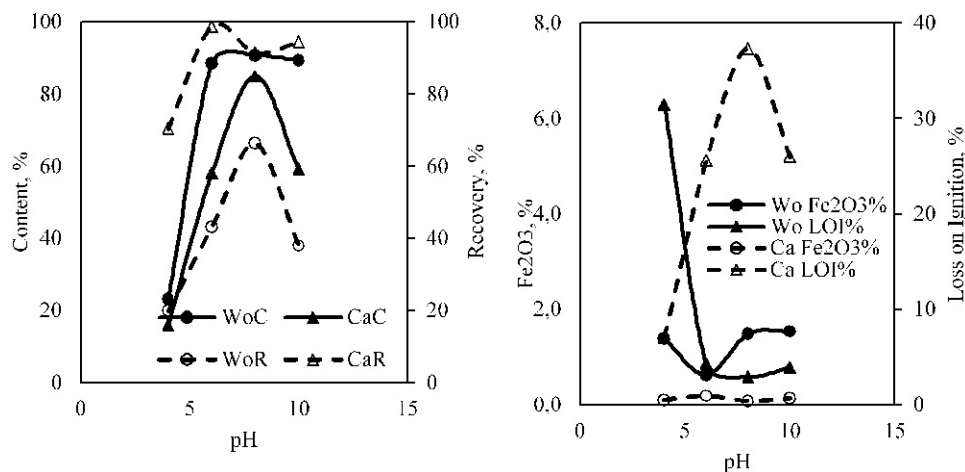 100
80
60
40
20
0
Content, %
100
80
60
40
20
0
Recovery, %
WoC
CaC
WoR
CaR
0
5
10
15
pH
8,0
6,0
4,0
2,0
0,0
Fe2O3, %
40
30
20
10
0
Loss on Ignition, %
Wo Fe2O3%
Wo LOI%
Ca Fe2O3%
Ca LOI%
0
5
10
15
pH